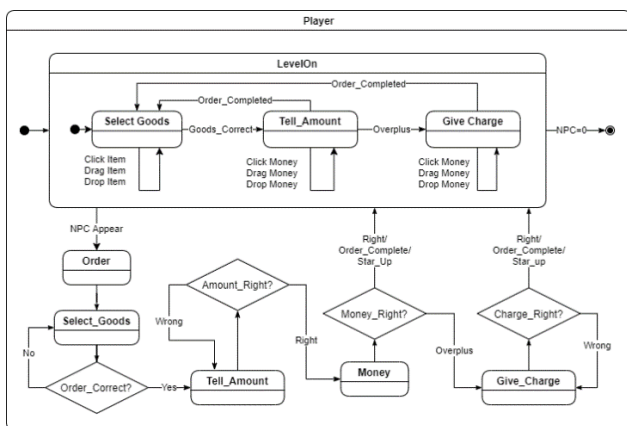 Player
LevelOn
Order_Completed
Order_Completed
Select Goods
Goods_Correct
Tell_Amount
Overplus
Give Charge
NPC=0
Click Item
Drag Item
Drop Item
Click Money
Drag Money
Drop Money
Click Money
Drag Money
Drop Money
NPC Appear
Right/
Order_Complete/
Star_Up
Right/
Order_Complete/
Star_up
Order
Amount_Right?
Select_Goods
Wrong
Money_Right?
Charge_Right?
No
Right
Overplus
Wrong
Order_Correct?
Yes
Tell_Amount
Money
Give_Charge